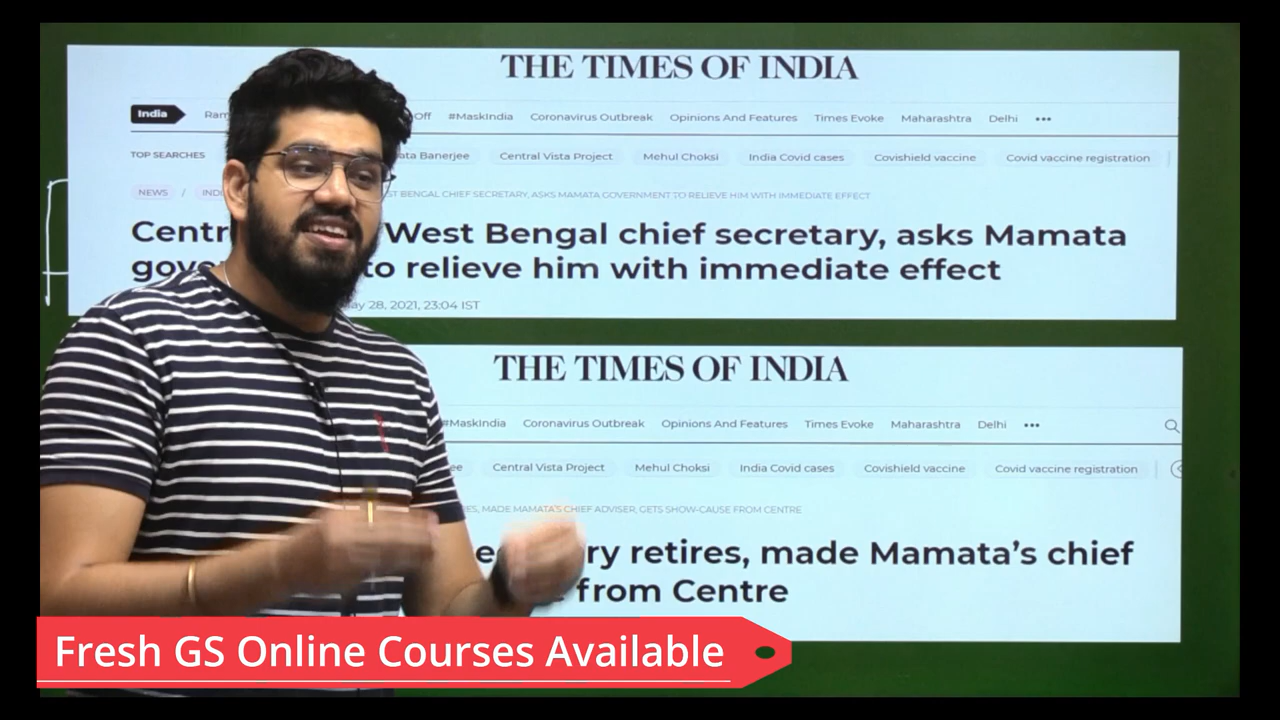 THE TIMES OF INDIA
India Off #MaskIndia Coronavirus Outbreak Opinions And Features Times Evoke Maharashtra Delhi •••
TOP SEARCHES Banerjee Central Vista Project Mehul Choksi India Covid cases Covishield vaccine Covid vaccine registration
NEWS / BENGAL CHIEF SECRETARY, ASKS MAMATA GOVERNMENT TO RELIEVE HIM WITH IMMEDIATE EFFECT
West Bengal chief secretary, asks Mamata
to relieve him with immediate effect
28, 2021, 23:04 IST
THE TIMES OF INDIA
#MaskIndia Coronavirus Outbreak Opinions And Features Times Evoke Maharashtra Delhi •••
Central Vista Project Mehul Choksi India Covid cases Covishield vaccine Covid vaccine registration
MADE MAMATA'S CHIEF ADVISER, GETS SHOW-CAUSE FROM CENTRE
retires, made Mamata's chief
from Centre
Fresh GS Online Courses Available